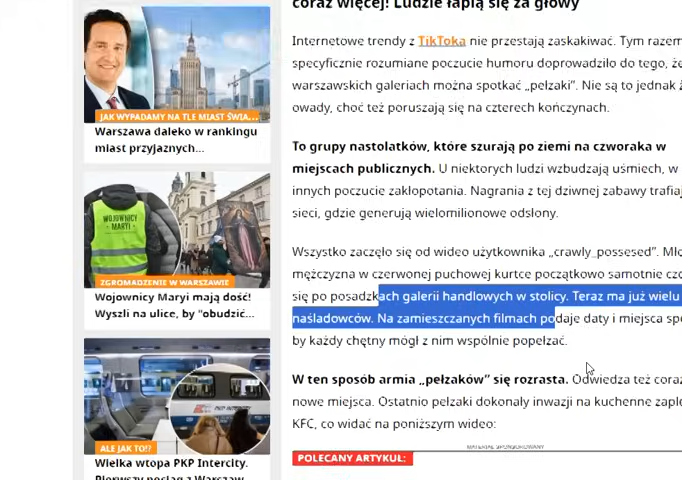 JAK WYPADAMY NA TLE MIAST ŚWIA...
Warszawa daleko w rankingu
miast przyjaznych...
WOJOWNICY
MARYI
ZGROMADZENIE W WARSZAWIE
Wojownicy Maryi mają dość!
Wyszli na ulice, by "obudzić...
ALE JAK TO!?
Wielka wtopa PKP Intercity.
Pierwszy pociąg z Warszaw
coraz więcej! Ludzie łapią się za głowy
Internetowe trendy z TikToka nie przestają zaskakiwać. Tym razem
specyficznie rozumiane poczucie humoru doprowadziło do tego, że
warszawskich galeriach można spotkać „pełzaki”. Nie są to jednak ż
owady, choć też poruszają się na czterech kończynach.
To grupy nastolatków, które szurają po ziemi na czworaka w
miejscach publicznych. U niektórych ludzi wzbudzają uśmiech, w
innych poczucie zakłopotania. Nagrania z tej dziwnej zabawy trafiaj
sieci, gdzie generują wielomilionowe odsłony.
Wszystko zaczęło się od wideo użytkownika „crawly_possesed”. Mło
mężczyzna w czerwonej puchowej kurtce początkowo samotnie czo
się po posadzkach galerii handlowych w stolicy. Teraz ma już wielu
naśladowców. Na zamieszczanych filmach podaje daty i miejsca spo
by każdy chętny mógł z nim wspólnie popełzać.
W ten sposób armia „pełzaków” się rozrasta. Odwiedza też coraz
nowe miejsca. Ostatnio pełzaki dokonały inwazji na kuchenne zaple
KFC, co widać na poniższym wideo:
MATERIAŁ SPONSOROWANY
POLECANY ARTYKUŁ: